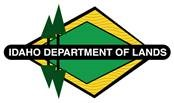 IDAHO DEPARTMENT OF LANDS